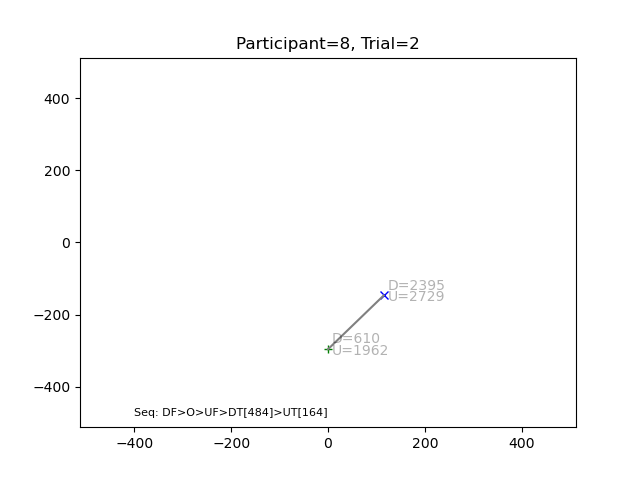 Participant=8, Trial=2
400
200
0
−200
−400
D=2395
U=2729
D=610
U=1962
Seq: DF>O>UF>DT[484]>UT[164]
−400 −200 0 200 400